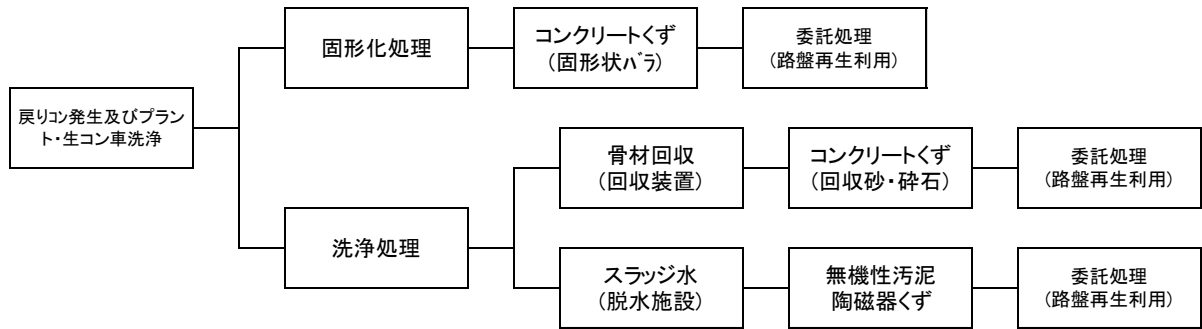 固形化処理
コンクリートくず
(固形状ﾊﾞﾗ)
委託処理
(路盤再生利用)
戻りｺﾝ発生及びプラン
ト・生コン車洗浄
骨材回収
(回収装置)
コンクリートくず
(回収砂・砕石)
委託処理
(路盤再生利用)
洗浄処理
スラッジ水
(脱水施設)
無機性汚泥
陶磁器くず
委託処理
(路盤再生利用)